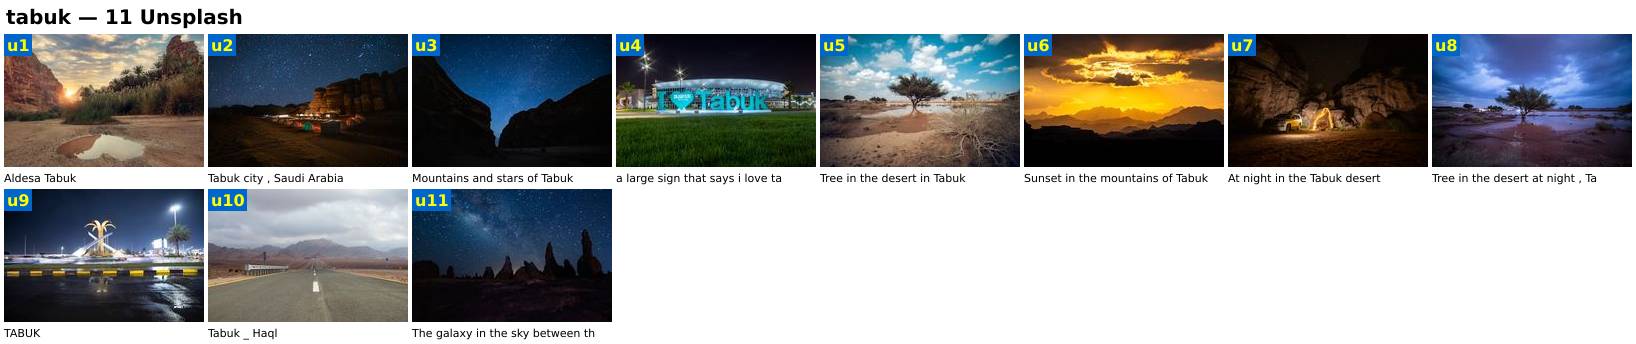 tabuk — 11 Unsplash
u1
u2
u3
u4
u5
u6
u7
u8
I Tabuk
Aldesa Tabuk
Tabuk city , Saudi Arabia
Mountains and stars of Tabuk
a large sign that says i love ta
Tree in the desert in Tabuk
Sunset in the mountains of Tabuk
At night in the Tabuk desert
Tree in the desert at night , Ta
u9
u10
u11
TABUK
Tabuk _ Haql
The galaxy in the sky between th